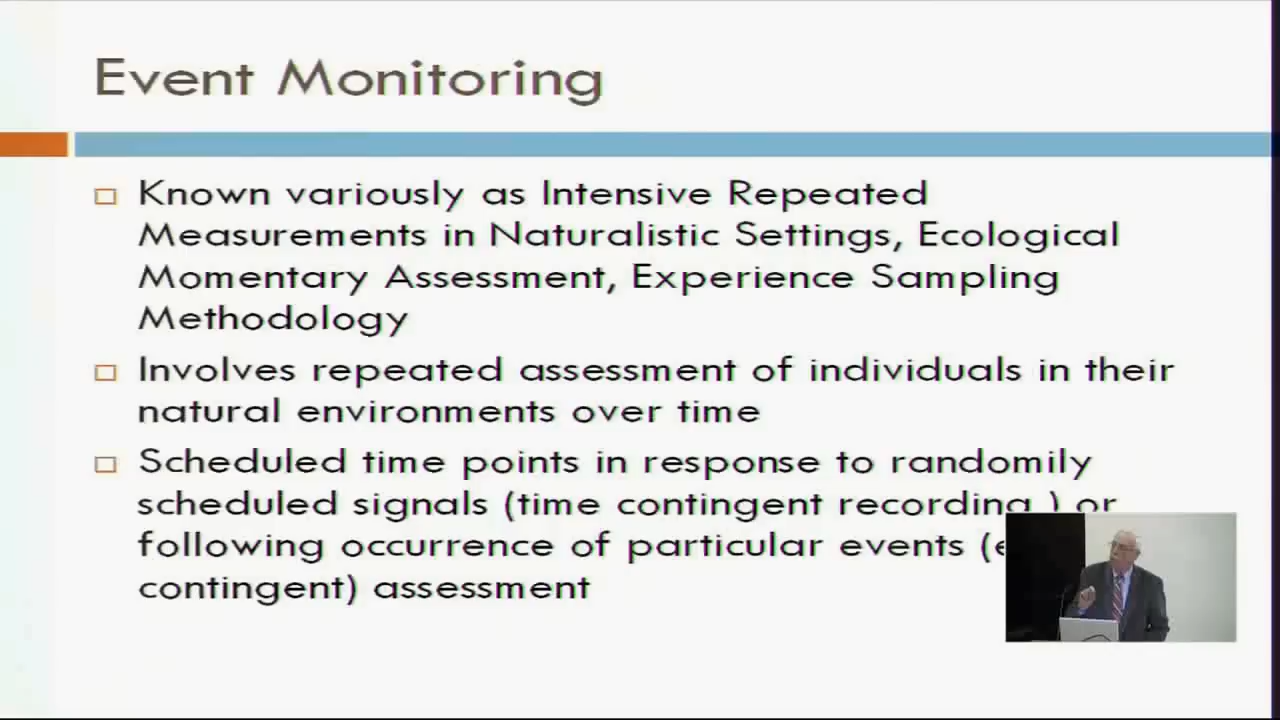 Event Monitoring
Known variously as Intensive Repeated
Measurements in Naturalistic Settings, Ecological
Momentary Assessment, Experience Sampling
Methodology
Involves repeated assessment of individuals in their
natural environments over time
Scheduled time points in response to randomily
scheduled signals (time contingent recording ) or
following occurrence of particular events (
contingent) assessment